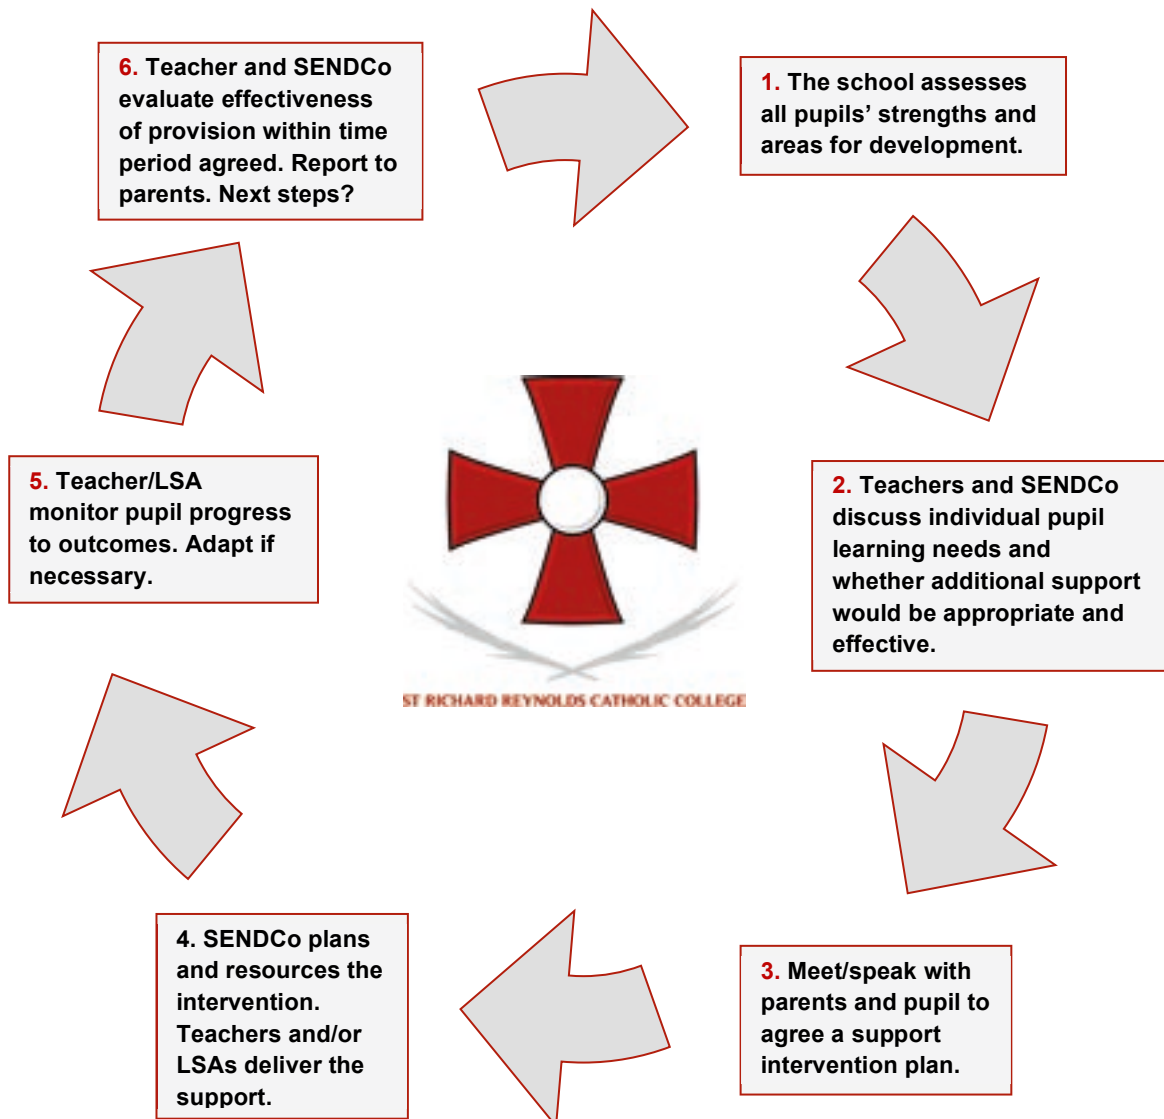 1. The school assesses
all pupils’ strengths and
areas for development.
2. Teachers and SENDCo
discuss individual pupil
learning needs and
whether additional support
would be appropriate and
effective.
3. Meet/speak with
parents and pupil to
agree a support
intervention plan.
4. SENDCo plans
and resources the
intervention.
Teachers and/or
LSAs deliver the
support.
5. Teacher/LSA
monitor pupil progress
to outcomes. Adapt if
necessary.
6. Teacher and SENDCo
evaluate effectiveness
of provision within time
period agreed. Report to
parents. Next steps?
ST RICHARD REYNOLDS CATHOLIC COLLEGE